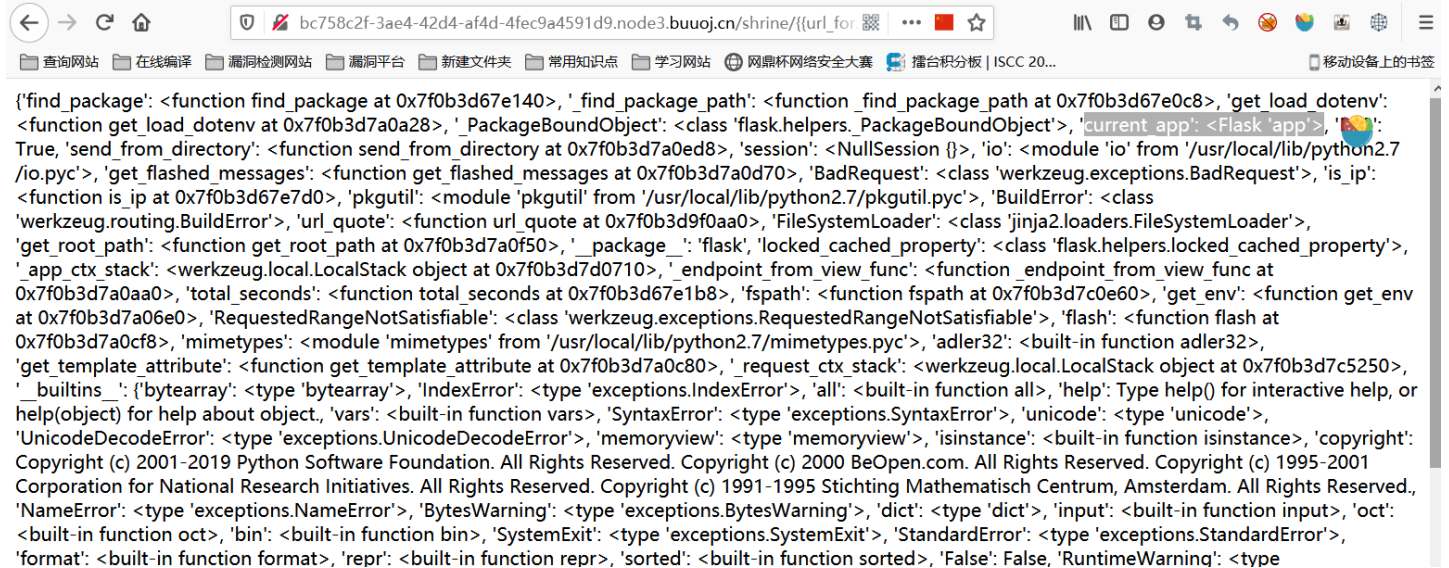 bc758c2f-3ae4-42d4-af4d-4fec9a4591d9.node3.buuoj.cn/shrine/{{url_for.
查询网站 在线编译 漏洞检测网站 漏洞平台 新建文件夹 常用知识点 学习网站 网鼎杯网络安全大赛 擂台积分板 | ISCC 20... 移动设备上的书签
{'find_package': <function find_package at 0x7f0b3d67e140>, '_find_package_path': <function _find_package_path at 0x7f0b3d67e0c8>, 'get_load_dotenv':
<function get_load_dotenv at 0x7f0b3d7a0a28>, '_PackageBoundObject': <class 'flask.helpers._PackageBoundObject'>, 'current_app': <Flask 'app'>,
True, 'send_from_directory': <function send_from_directory at 0x7f0b3d7a0ed8>, 'session': <NullSession {}>, 'io': <module 'io' from '/usr/local/lib/python2.7
/io.pyc'>, 'get_flashed_messages': <function get_flashed_messages at 0x7f0b3d7a0d70>, 'BadRequest': <class 'werkzeug.exceptions.BadRequest'>, 'is_ip':
<function is_ip at 0x7f0b3d67e7d0>, 'pkgutil': <module 'pkgutil' from '/usr/local/lib/python2.7/pkgutil.pyc'>, 'BuildError': <class
'werkzeug.routing.BuildError'>, 'url_quote': <function url_quote at 0x7f0b3d9f0aa0>, 'FileSystemLoader': <class 'jinja2.loaders.FileSystemLoader'>,
'get_root_path': <function get_root_path at 0x7f0b3d7a0f50>, '__package__': 'flask', 'locked_cached_property': <class 'flask.helpers.locked_cached_property'>,
'_app_ctx_stack': <werkzeug.local.LocalStack object at 0x7f0b3d7d0710>, '_endpoint_from_view_func': <function _endpoint_from_view_func at
0x7f0b3d7a0aa0>, 'total_seconds': <function total_seconds at 0x7f0b3d67e1b8>, 'fspath': <function fspath at 0x7f0b3d7c0e60>, 'get_env': <function get_env
at 0x7f0b3d7a06e0>, 'RequestedRangeNotSatisfiable': <class 'werkzeug.exceptions.RequestedRangeNotSatisfiable'>, 'flash': <function flash at
0x7f0b3d7a0cf8>, 'mimetypes': <module 'mimetypes' from '/usr/local/lib/python2.7/mimetypes.pyc'>, 'adler32': <built-in function adler32>,
'get_template_attribute': <function get_template_attribute at 0x7f0b3d7a0c80>, '_request_ctx_stack': <werkzeug.local.LocalStack object at 0x7f0b3d7c5250>,
'__builtins__': {'bytearray': <type 'bytearray'>, 'IndexError': <type 'exceptions.IndexError'>, 'all': <built-in function all>, 'help': Type help() for interactive help, or
help(object) for help about object., 'vars': <built-in function vars>, 'SyntaxError': <type 'exceptions.SyntaxError'>, 'unicode': <type 'unicode'>,
'UnicodeDecodeError': <type 'exceptions.UnicodeDecodeError'>, 'memoryview': <type 'memoryview'>, 'isinstance': <built-in function isinstance>, 'copyright':
Copyright (c) 2001-2019 Python Software Foundation. All Rights Reserved. Copyright (c) 2000 BeOpen.com. All Rights Reserved. Copyright (c) 1995-2001
Corporation for National Research Initiatives. All Rights Reserved. Copyright (c) 1991-1995 Stichting Mathematisch Centrum, Amsterdam. All Rights Reserved.,
'NameError': <type 'exceptions.NameError'>, 'BytesWarning': <type 'exceptions.BytesWarning'>, 'dict': <type 'dict'>, 'input': <built-in function input>, 'oct':
<built-in function oct>, 'bin': <built-in function bin>, 'SystemExit': <type 'exceptions.SystemExit'>, 'StandardError': <type 'exceptions.StandardError'>,
'format': <built-in function format>, 'repr': <built-in function repr>, 'sorted': <built-in function sorted>, 'False': False, 'RuntimeWarning': <type